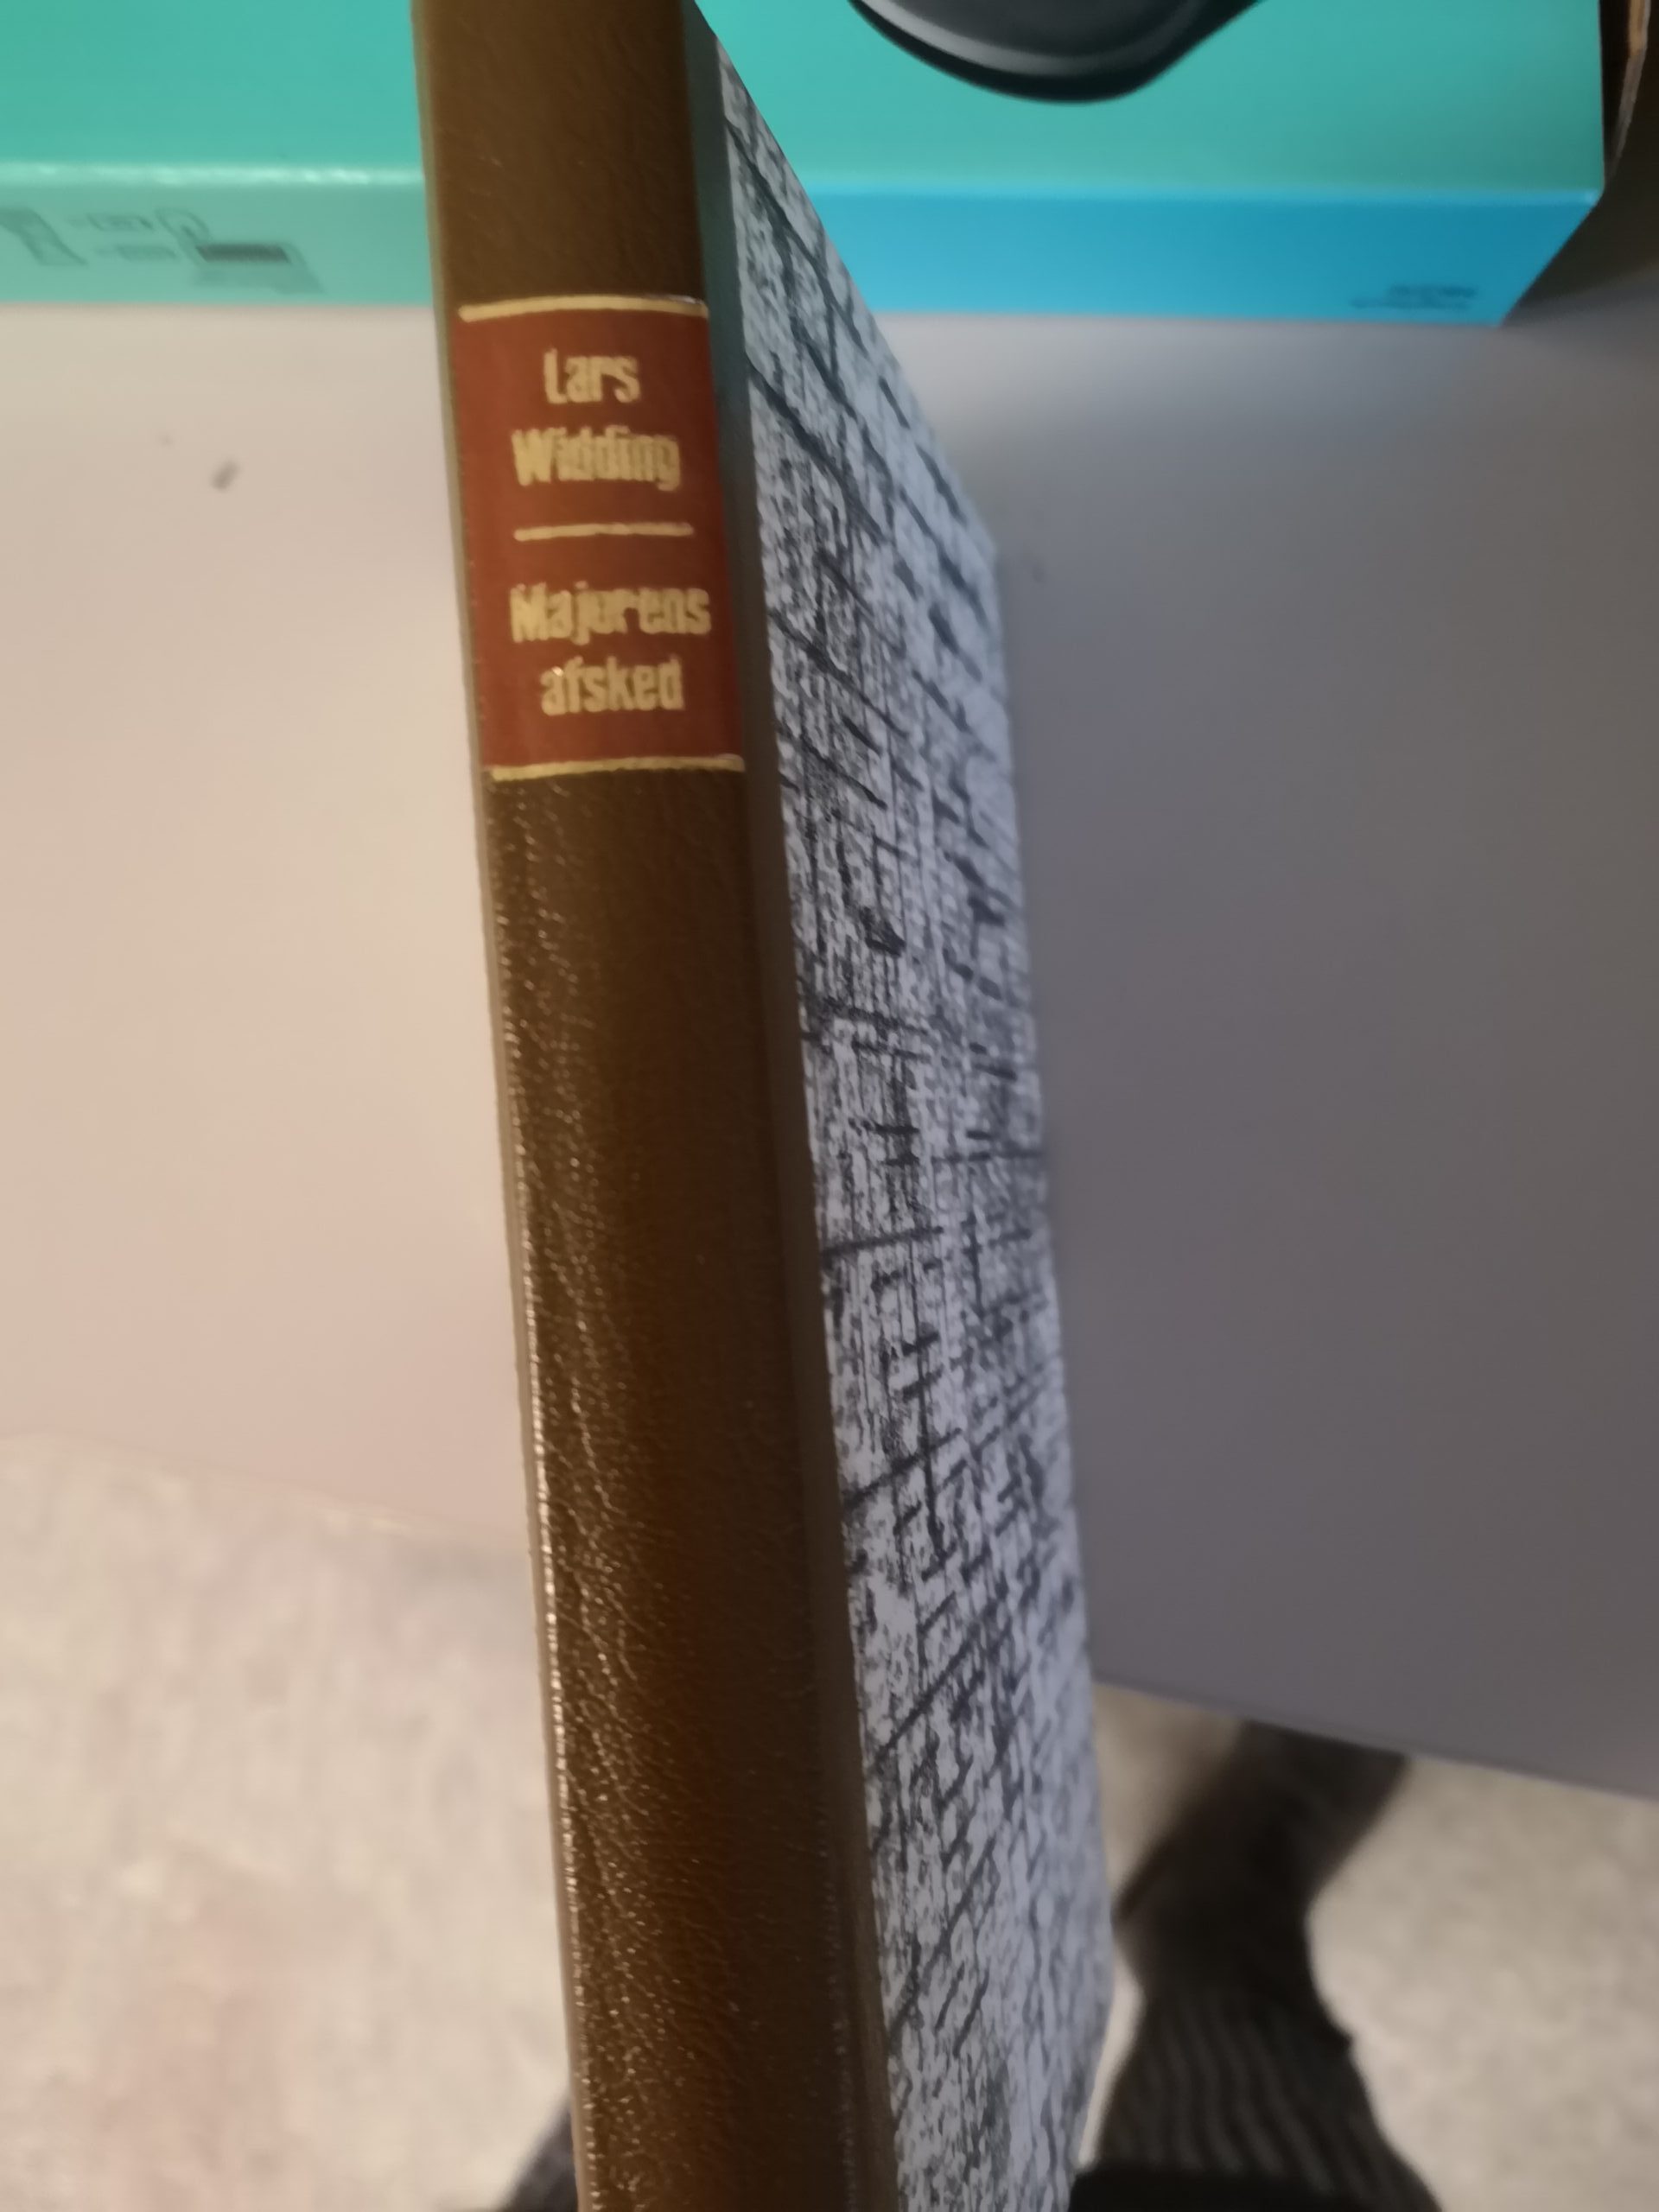 Lars
Widding
Majorens
afsked